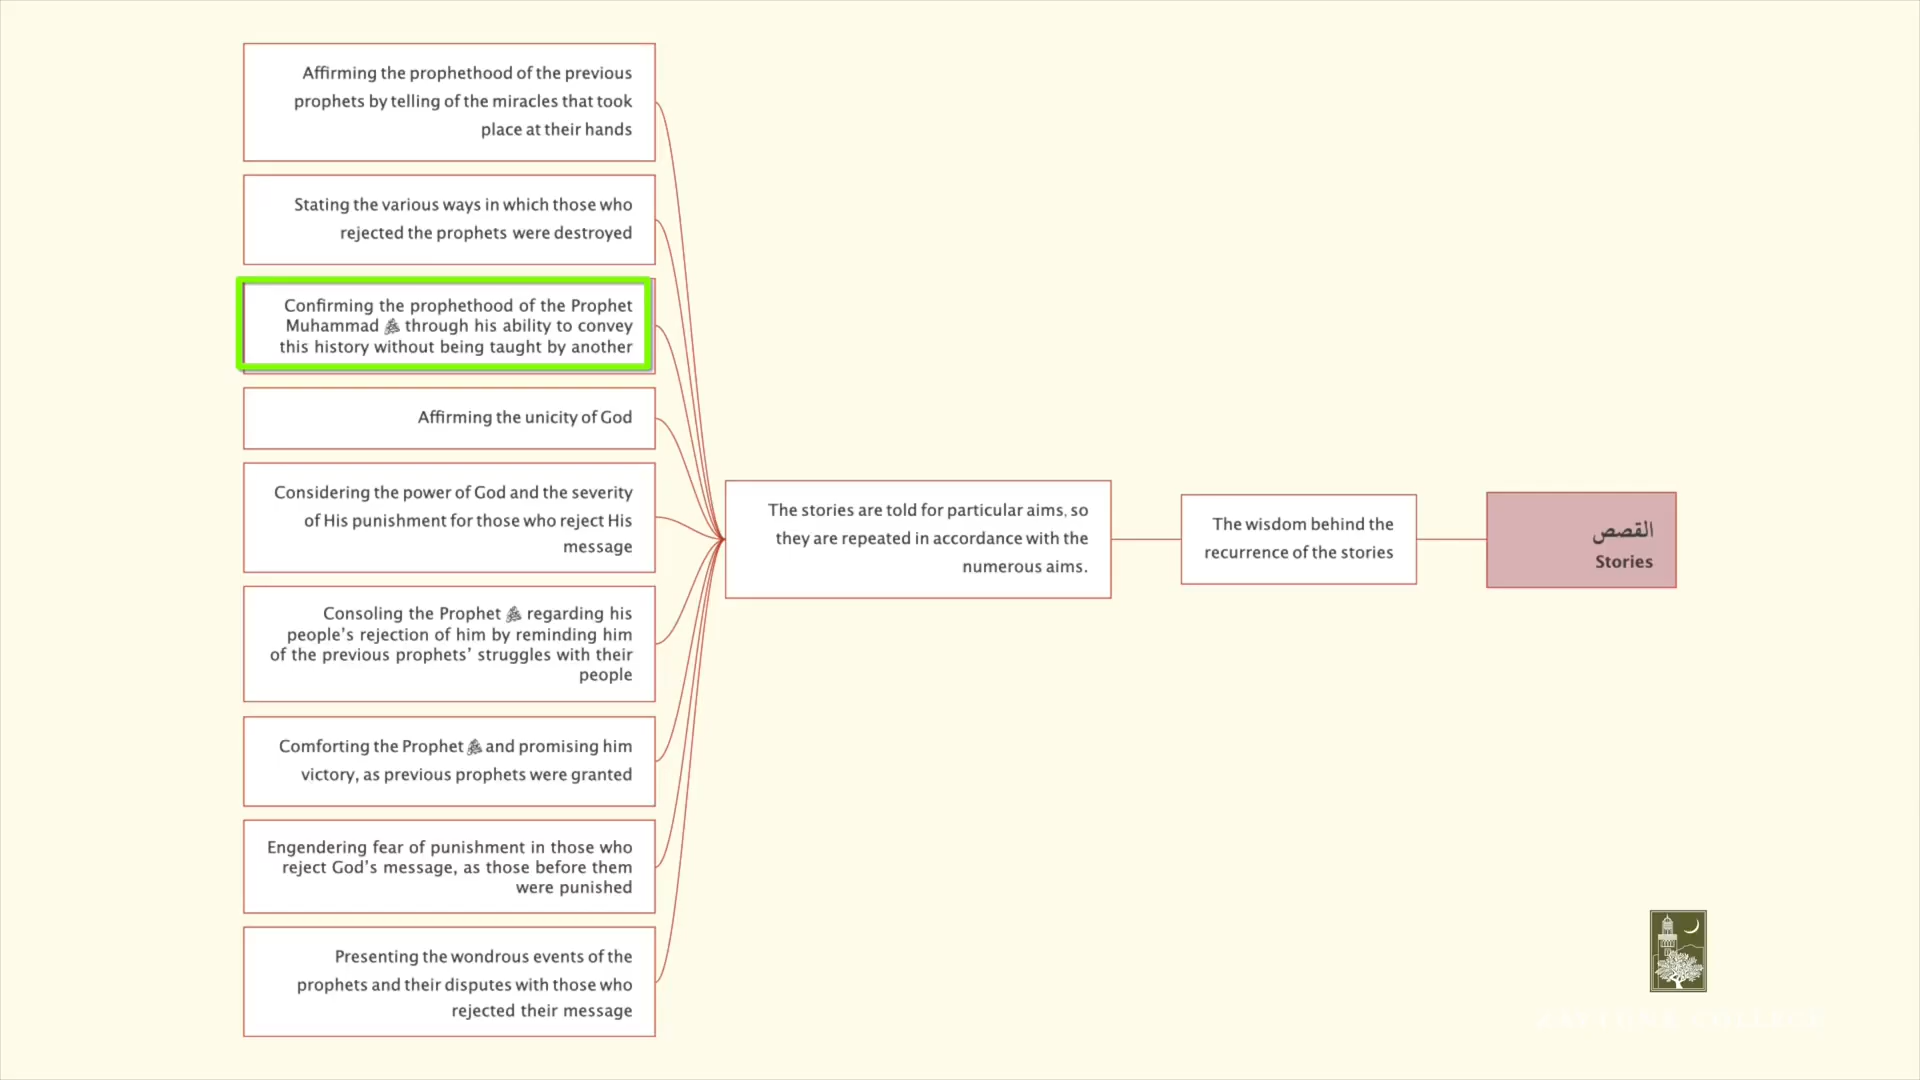 القصص
Stories
The wisdom behind the
recurrence of the stories
The stories are told for particular aims, so
they are repeated in accordance with the
numerous aims.
Affirming the prophethood of the previous
prophets by telling of the miracles that took
place at their hands
Stating the various ways in which those who
rejected the prophets were destroyed
Confirming the prophethood of the Prophet
Muhammad ﷺ through his ability to convey
this history without being taught by another
Affirming the unicity of God
Considering the power of God and the severity
of His punishment for those who reject His
message
Consoling the Prophet ﷺ regarding his
people’s rejection of him by reminding him
of the previous prophets’ struggles with their
people
Comforting the Prophet ﷺ and promising him
victory, as previous prophets were granted
Engendering fear of punishment in those who
reject God’s message, as those before them
were punished
Presenting the wondrous events of the
prophets and their disputes with those who
rejected their message